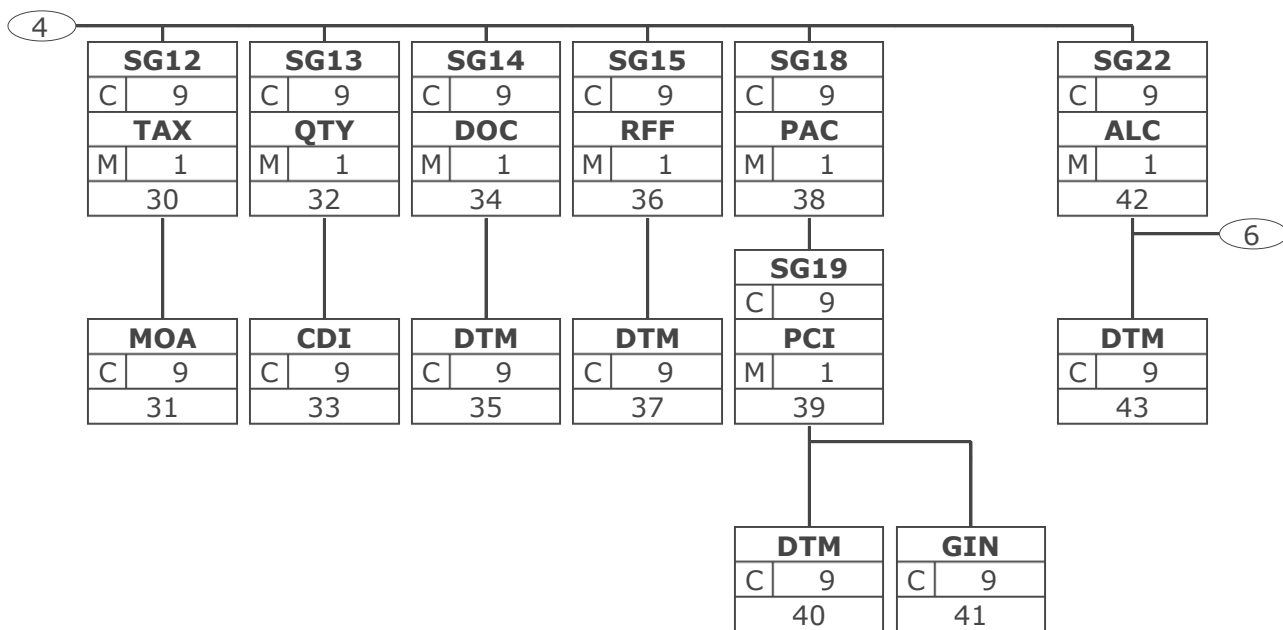 4
SG12 SG13 SG14 SG15 SG18 SG22
C 9 C 9 C 9 C 9 C 9 C 9
TAX QTY DOC RFF PAC ALC
M 1 M 1 M 1 M 1 M 1 M 1
30 32 34 36 38 42
6
SG19
C 9
MOA CDI DTM DTM PCI DTM
C 9 C 9 C 9 C 9 M 1 C 9
31 33 35 37 39 43
DTM GIN
C 9 C 9
40 41